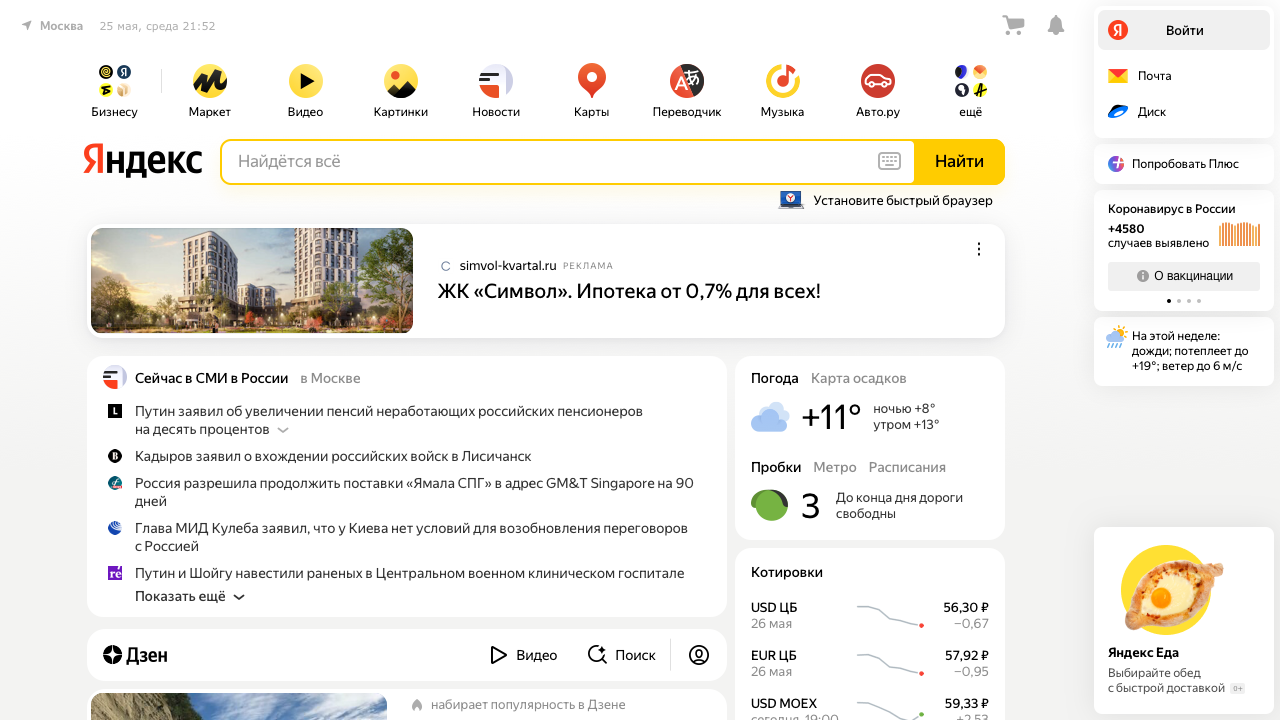 Москва
25 мая, среда 21:52
Бизнесу
Маркет
Видео
Картинки
Новости
Карты
Переводчик
Музыка
Авто.ру
ещё
Яндекс
Найдётся всё
Найти
Установите быстрый браузер
simvol-kvartal.ru РЕКЛАМА
ЖК «Символ». Ипотека от 0,7% для всех!
Сейчас в СМИ в России
в Москве
Путин заявил об увеличении пенсий неработающих российских пенсионеров
на десять процентов
Кадыров заявил о вхождении российских войск в Лисичанск
Россия разрешила продолжить поставки «Ямала СПГ» в адрес GM&T Singapore на 90
дней
Глава МИД Кулеба заявил, что у Киева нет условий для возобновления переговоров
с Россией
Путин и Шойгу навестили раненых в Центральном военном клиническом госпитале
Показать ещё
Дзен
Видео
Поиск
набирает популярность в Дзене
Погода
Карта осадков
+11°
ночью +8°
утром +13°
Пробки
Метро
Расписания
3
До конца дня дороги
свободны
Котировки
USD ЦБ
56,30 ₽
26 мая
−0,67
EUR ЦБ
57,92 ₽
26 мая
−0,95
USD MOEX
59,33 ₽
сегодня, 19:00
+2,53
Войти
Почта
Диск
Попробовать Плюс
Коронавирус в России
+4580
случаев выявлено
О вакцинации
На этой неделе:
дожди; потеплеет до
+19°; ветер до 6 м/с
Яндекс Еда
Выбирайте обед
с быстрой доставкой
0+